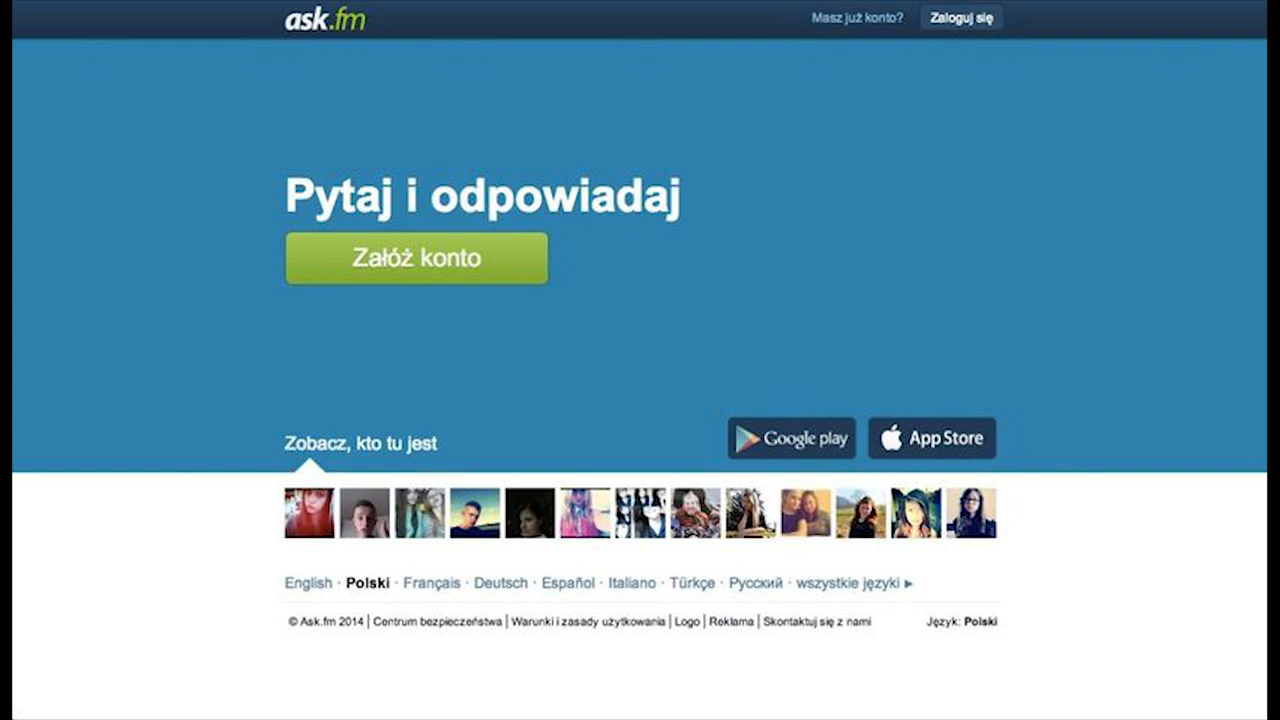 ask.fm
Masz już konto? Zaloguj się
Pytaj i odpowiadaj
Załóż konto
Zobacz, kto tu jest
Google play
App Store
English · Polski · Français · Deutsch · Español · Italiano · Türkçe · Русский · wszystkie języki ▸
© Ask.fm 2014 | Centrum bezpieczeństwa | Warunki i zasady użytkowania | Logo | Reklama | Skontaktuj się z nami
Język: Polski